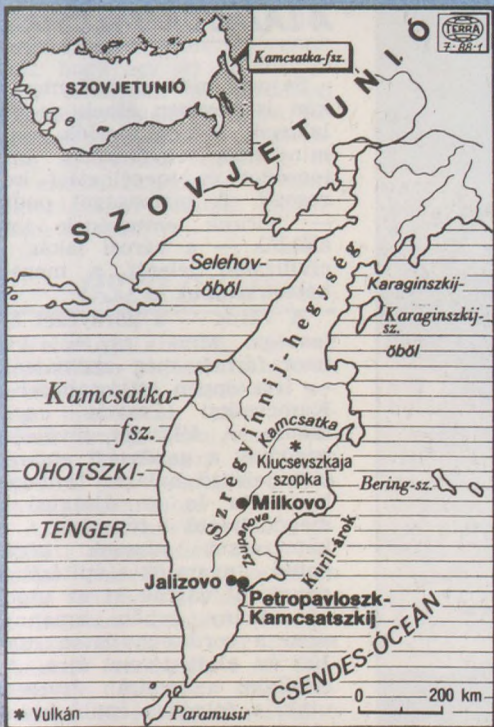 TERRA
7-88-1
Kamcsatka-fsz.
SZOVJETUNIÓ
SZOVJETUNIÓ
Selehov-
öböl
Karaginszkij-
Karaginszkij-
sz.
öböl
Szregyinnij-hegység
Kamcsatka-
fsz.
Kamcsatka
Klucsevszkaja
szopka
OHOTSZKI-
TENGER
Bering-sz.
Milkovo
Zsupanova
Kuril-árok
Jalizovo
Petropavloszk-
Kamcsatszkij
CSENDES-ÓCEÁN
* Vulkán
Paramusir
0 200 km